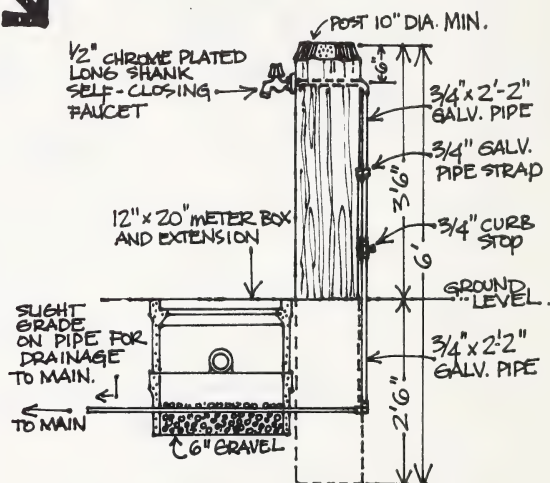 POST 10" DIA. MIN.
1/2" CHROME PLATED
LONG SHANK
SELF-CLOSING
FAUCET
6"
3/4" x 2'-2"
GALV. PIPE
3/4" GALV.
PIPE STRAP
3'6"
12" x 20" METER BOX
AND EXTENSION
3/4" CURB
STOP
6'
GROUND
LEVEL.
SLIGHT
GRADE
ON PIPE FOR
DRAINAGE
TO MAIN.
3/4" x 2'-2"
GALV. PIPE
2'6"
TO MAIN
6" GRAVEL